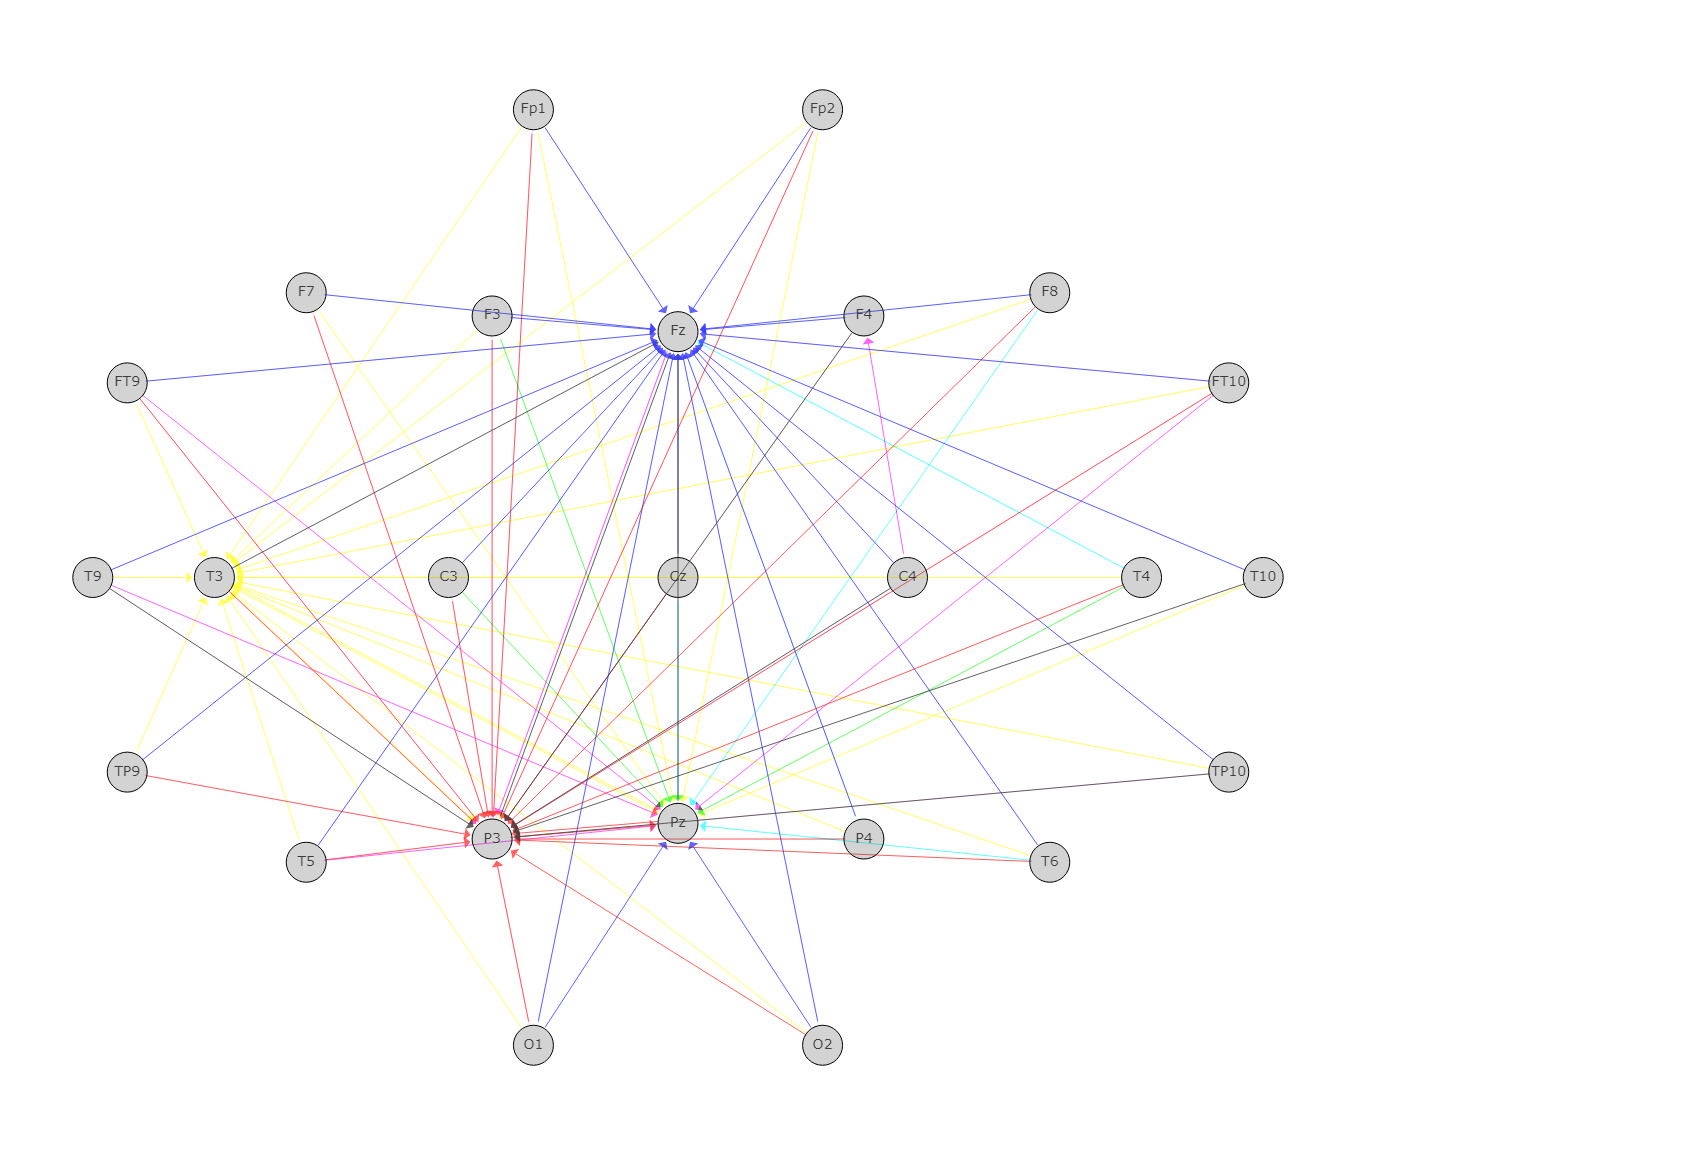 Fp1 Fp2
F7 F3 Fz F4 F8
FT9 FT10
T9 T3 C3 Cz C4 T4 T10
TP9 TP10
T5 P3 Pz P4 T6
O1 O2